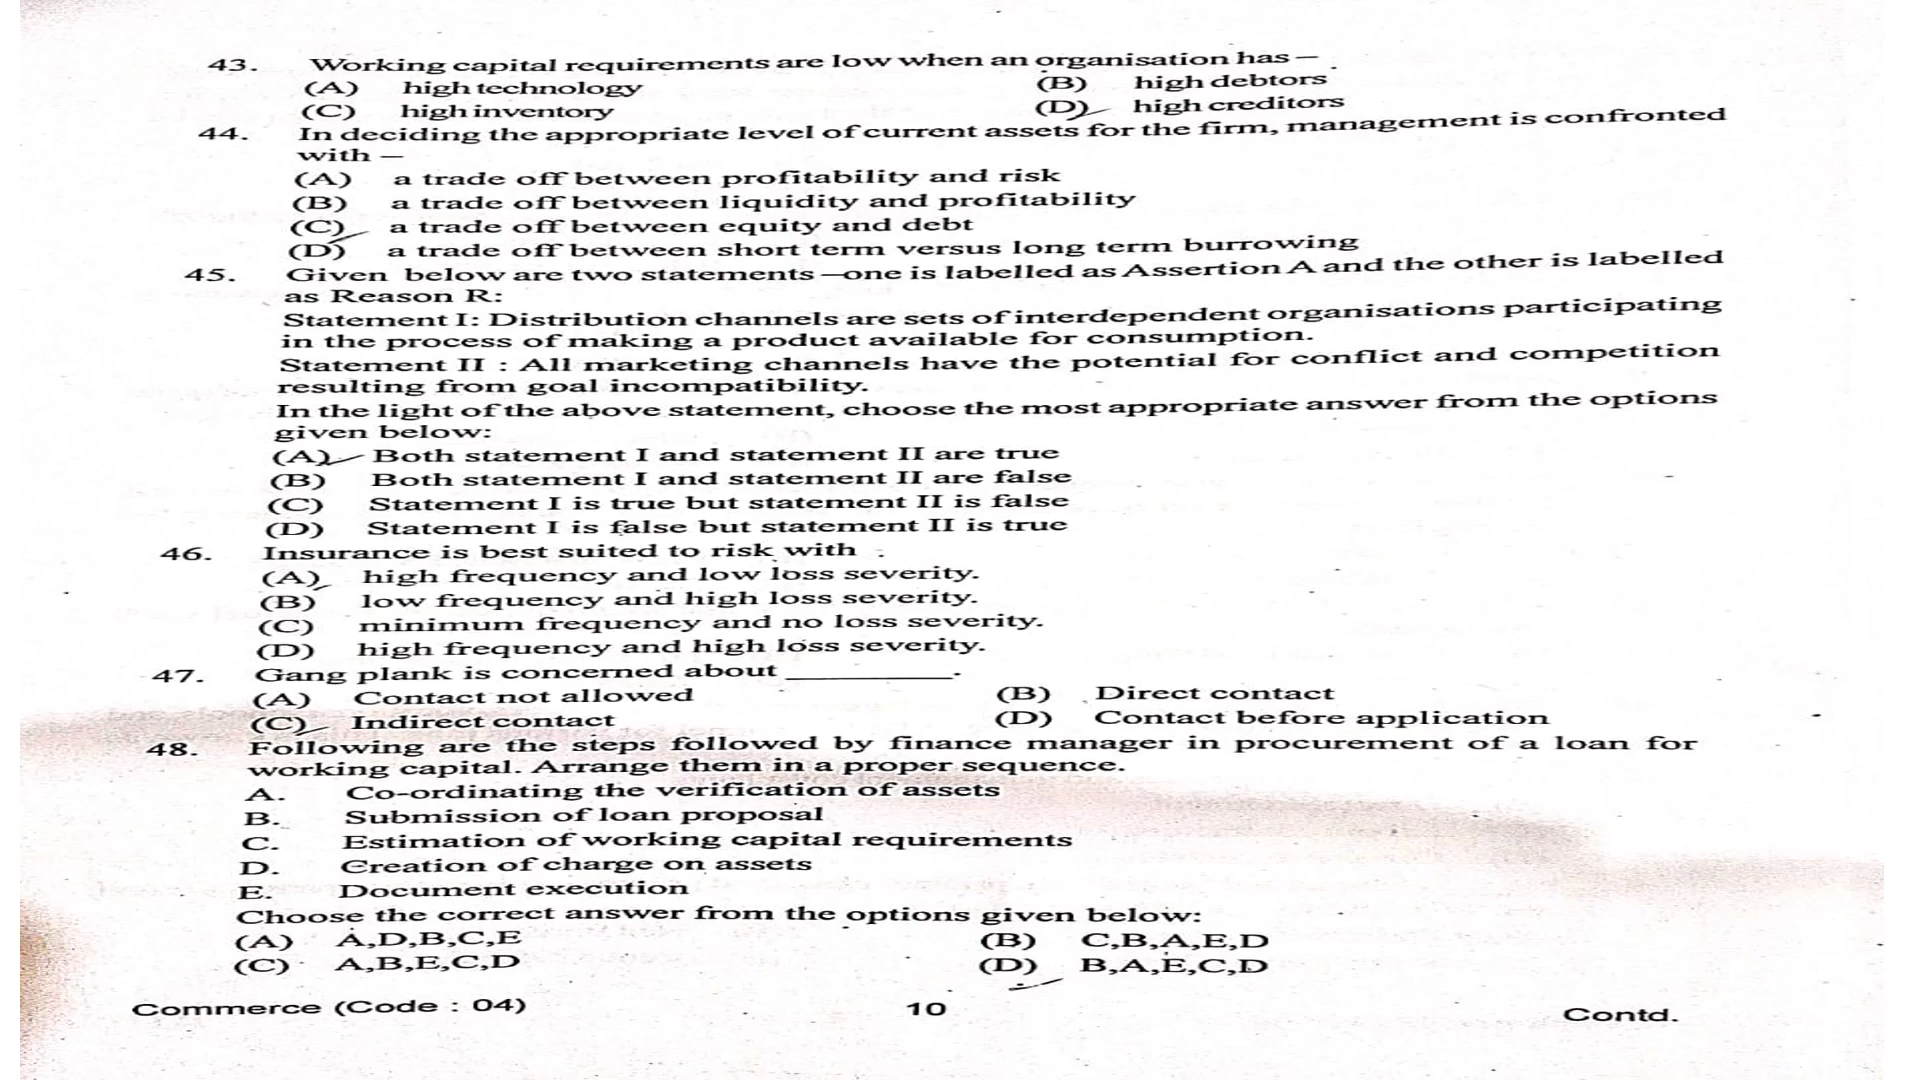 43. Working capital requirements are low when an organisation has —
(A) high technology (B) high debtors
(C) high inventory (D) high creditors
44. In deciding the appropriate level of current assets for the firm, management is confronted
with —
(A) a trade off between profitability and risk
(B) a trade off between liquidity and profitability
(C) a trade off between equity and debt
(D) a trade off between short term versus long term burrowing
45. Given below are two statements —one is labelled as Assertion A and the other is labelled
as Reason R:
Statement I: Distribution channels are sets of interdependent organisations participating
in the process of making a product available for consumption.
Statement II : All marketing channels have the potential for conflict and competition
resulting from goal incompatibility.
In the light of the above statement, choose the most appropriate answer from the options
given below:
(A) Both statement I and statement II are true
(B) Both statement I and statement II are false
(C) Statement I is true but statement II is false
(D) Statement I is false but statement II is true
46. Insurance is best suited to risk with
(A) high frequency and low loss severity.
(B) low frequency and high loss severity.
(C) minimum frequency and no loss severity.
(D) high frequency and high loss severity.
47. Gang plank is concerned about __________.
(A) Contact not allowed (B) Direct contact
(C) Indirect contact (D) Contact before application
48. Following are the steps followed by finance manager in procurement of a loan for
working capital. Arrange them in a proper sequence.
A. Co-ordinating the verification of assets
B. Submission of loan proposal
C. Estimation of working capital requirements
D. Creation of charge on assets
E. Document execution
Choose the correct answer from the options given below:
(A) A,D,B,C,E (B) C,B,A,E,D
(C) A,B,E,C,D (D) B,A,E,C,D
Commerce (Code : 04) 10 Contd.